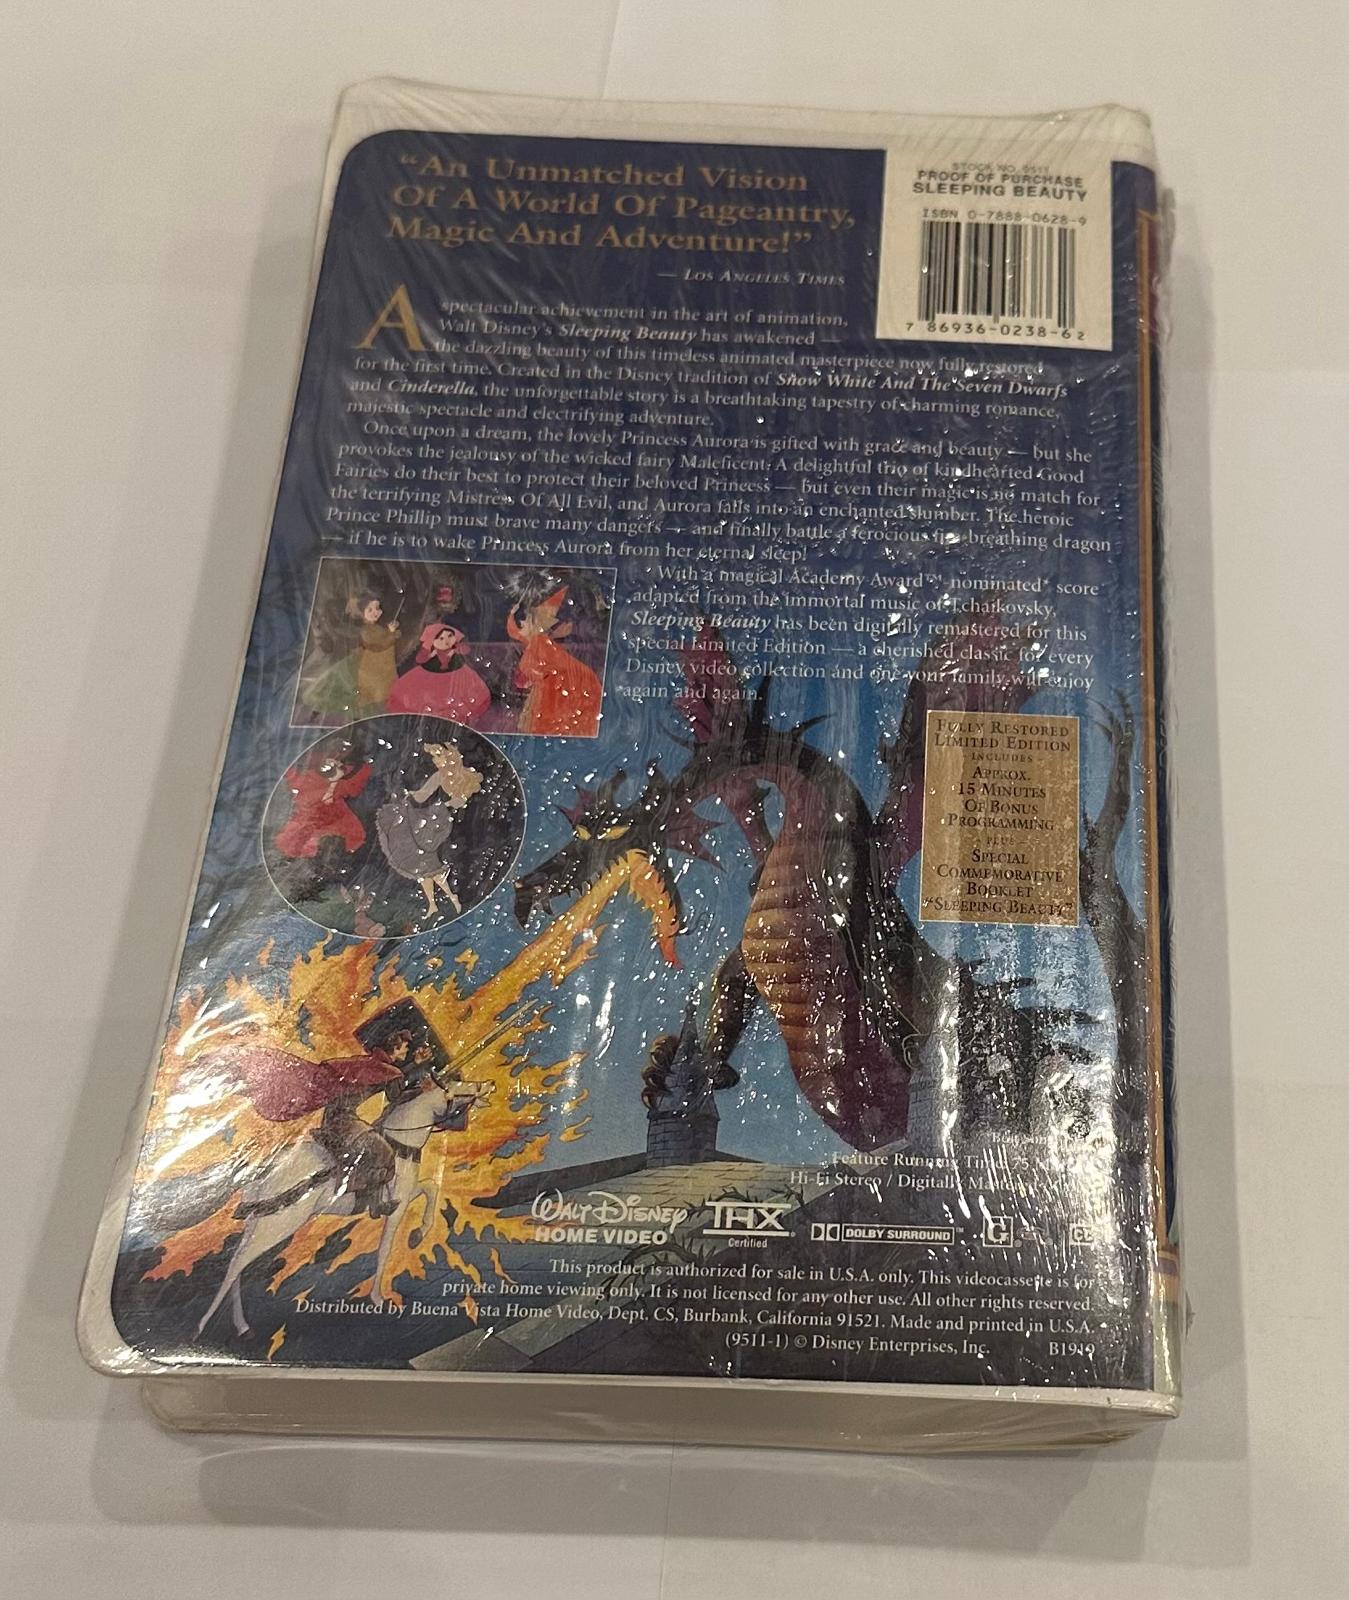 "An Unmatched Vision
Of A World Of Pageantry,
Magic And Adventure!"
— Los Angeles Times
STOCK NO. 9511
PROOF OF PURCHASE
SLEEPING BEAUTY
ISBN 0-7888-0628-9
7 86936-0238-6 2
A spectacular achievement in the art of animation,
Walt Disney's Sleeping Beauty has awakened —
the dazzling beauty of this timeless animated masterpiece now fully restored
for the first time. Created in the Disney tradition of Snow White And The Seven Dwarfs
and Cinderella, the unforgettable story is a breathtaking tapestry of charming romance,
majestic spectacle and electrifying adventure.
Once upon a dream, the lovely Princess Aurora is gifted with grace and beauty — but she
provokes the jealousy of the wicked fairy Maleficent. A delightful trio of kindhearted Good
Fairies do their best to protect their beloved Princess — but even their magic is no match for
the terrifying Mistress Of All Evil, and Aurora falls into an enchanted slumber. The heroic
Prince Phillip must brave many dangers — and finally battle a ferocious fire-breathing dragon
— if he is to wake Princess Aurora from her eternal sleep!
With a magical Academy Award™-nominated* score
adapted from the immortal music of Tchaikovsky,
Sleeping Beauty has been digitally remastered for this
special Limited Edition — a cherished classic for every
Disney video collection and one your family will enjoy
again and again.
Fully Restored
Limited Edition
- INCLUDES -
Approx.
15 Minutes
Of Bonus
Programming
- PLUS -
Special
Commemorative
Booklet
"Sleeping Beauty"
Feature Running Time: 75
Hi-Fi Stereo / Digitally
Walt Disney
HOME VIDEO
THX
Certified
DOLBY SURROUND
G
CC
This product is authorized for sale in U.S.A. only. This videocassette is for
private home viewing only. It is not licensed for any other use. All other rights reserved.
Distributed by Buena Vista Home Video, Dept. CS, Burbank, California 91521. Made and printed in U.S.A.
(9511-1) © Disney Enterprises, Inc. B1919